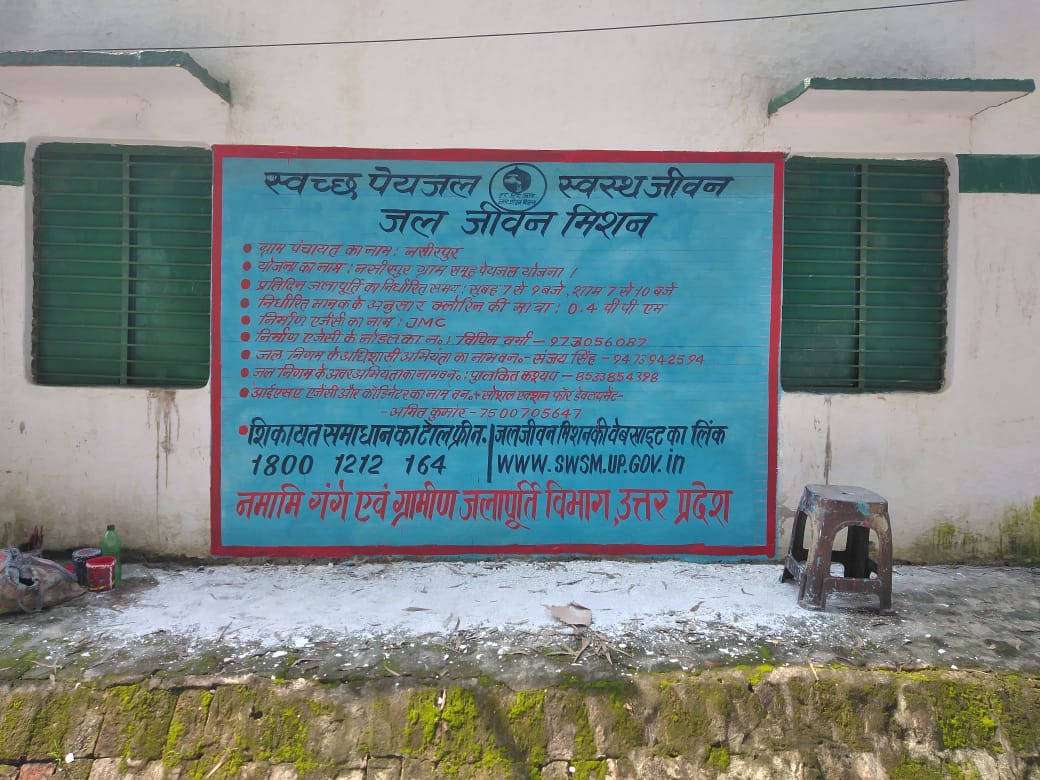 स्वच्छ पेयजल स्वस्थ जीवन
जल जीवन मिशन
ग्राम पंचायत का नाम : नसीरपुर
योजना का नाम : नसीरपुर ग्राम समूह पेयजल योजना ।
प्रतिदिन जलापूर्ति का निर्धारित समय : सुबह 7 से 9 बजे , शाम 7 से 10 बजे
निर्धारित मानक के अनुसार क्लोरिन की मात्रा : 0.4 पी पी एम
निर्माण एजेंसी का नाम : JMC
निर्माण एजेंसी के नोडल का न० । विपिन वर्मा – 973056087
जल निगम के अधिशासी अभियंता का नाम व न० - संजय सिंह – 9473942594
जल निगम के अवर अभियंता का नाम व न० : पुलकित कश्यप – 8533854398
आईएसए एजेंसी और कॉर्डिनेटर का नाम व न० सोशल एक्शन फॉर डेवलपमेंट-
- अमित कुमार - 7500705647
शिकायत समाधान का टोल फ्री न. जल जीवन मिशन की वेबसाइट का लिंक
1800 1212 164 WWW.SWSM.UP.GOV.in
नमामि गंगे एवं ग्रामीण जलापूर्ति विभाग, उत्तर प्रदेश